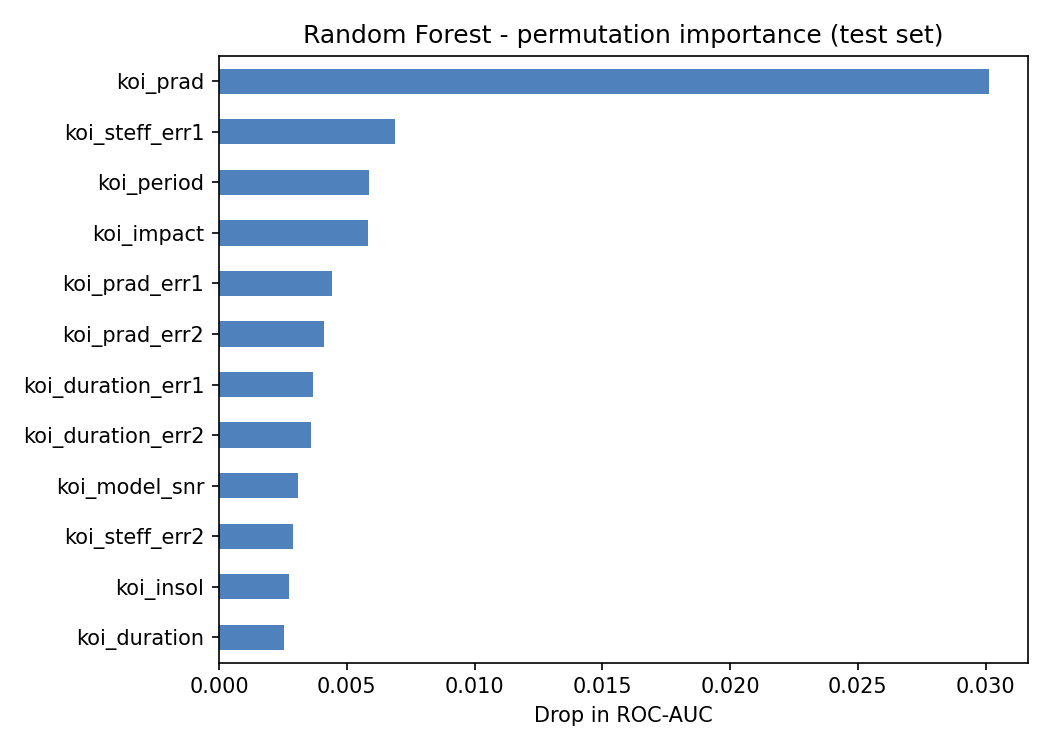 Random Forest - permutation importance (test set)
koi_prad
koi_steff_err1
koi_period
koi_impact
koi_prad_err1
koi_prad_err2
koi_duration_err1
koi_duration_err2
koi_model_snr
koi_steff_err2
koi_insol
koi_duration
0.000 0.005 0.010 0.015 0.020 0.025 0.030
Drop in ROC-AUC